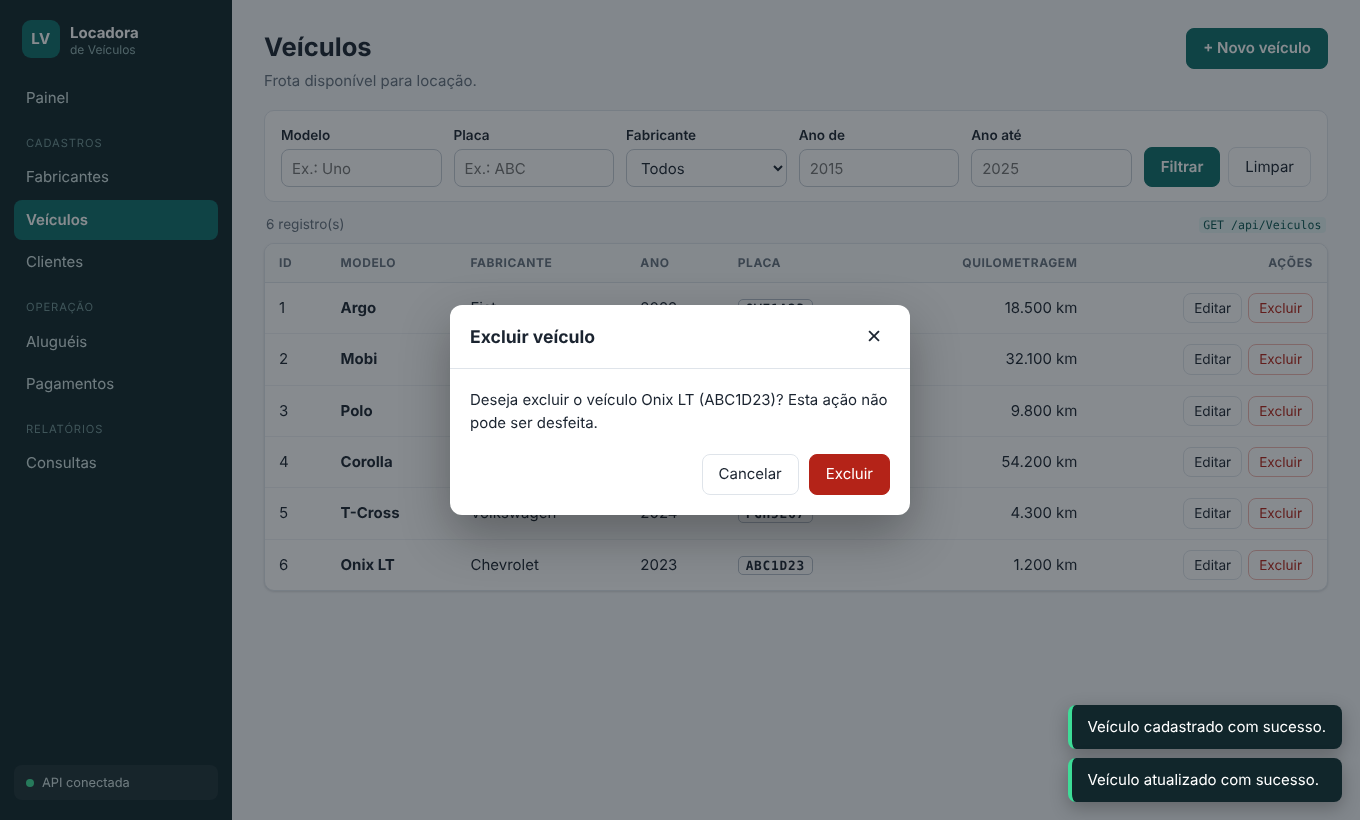 LV
Locadora
de Veículos
Painel
CADASTROS
Fabricantes
Veículos
Clientes
OPERAÇÃO
Aluguéis
Pagamentos
RELATÓRIOS
Consultas
API conectada
Veículos
+ Novo veículo
Frota disponível para locação.
Modelo Placa Fabricante Ano de Ano até
Ex.: Uno Ex.: ABC Todos 2015 2025 Filtrar Limpar
6 registro(s) GET /api/Veiculos
ID MODELO FABRICANTE ANO PLACA QUILOMETRAGEM AÇÕES
1 Argo 18.500 km Editar Excluir
2 Mobi 32.100 km Editar Excluir
3 Polo 9.800 km Editar Excluir
4 Corolla 54.200 km Editar Excluir
5 T-Cross Volkswagen 2024 4.300 km Editar Excluir
6 Onix LT Chevrolet 2023 ABC1D23 1.200 km Editar Excluir
Excluir veículo ✕
Deseja excluir o veículo Onix LT (ABC1D23)? Esta ação não
pode ser desfeita.
Cancelar Excluir
Veículo cadastrado com sucesso.
Veículo atualizado com sucesso.